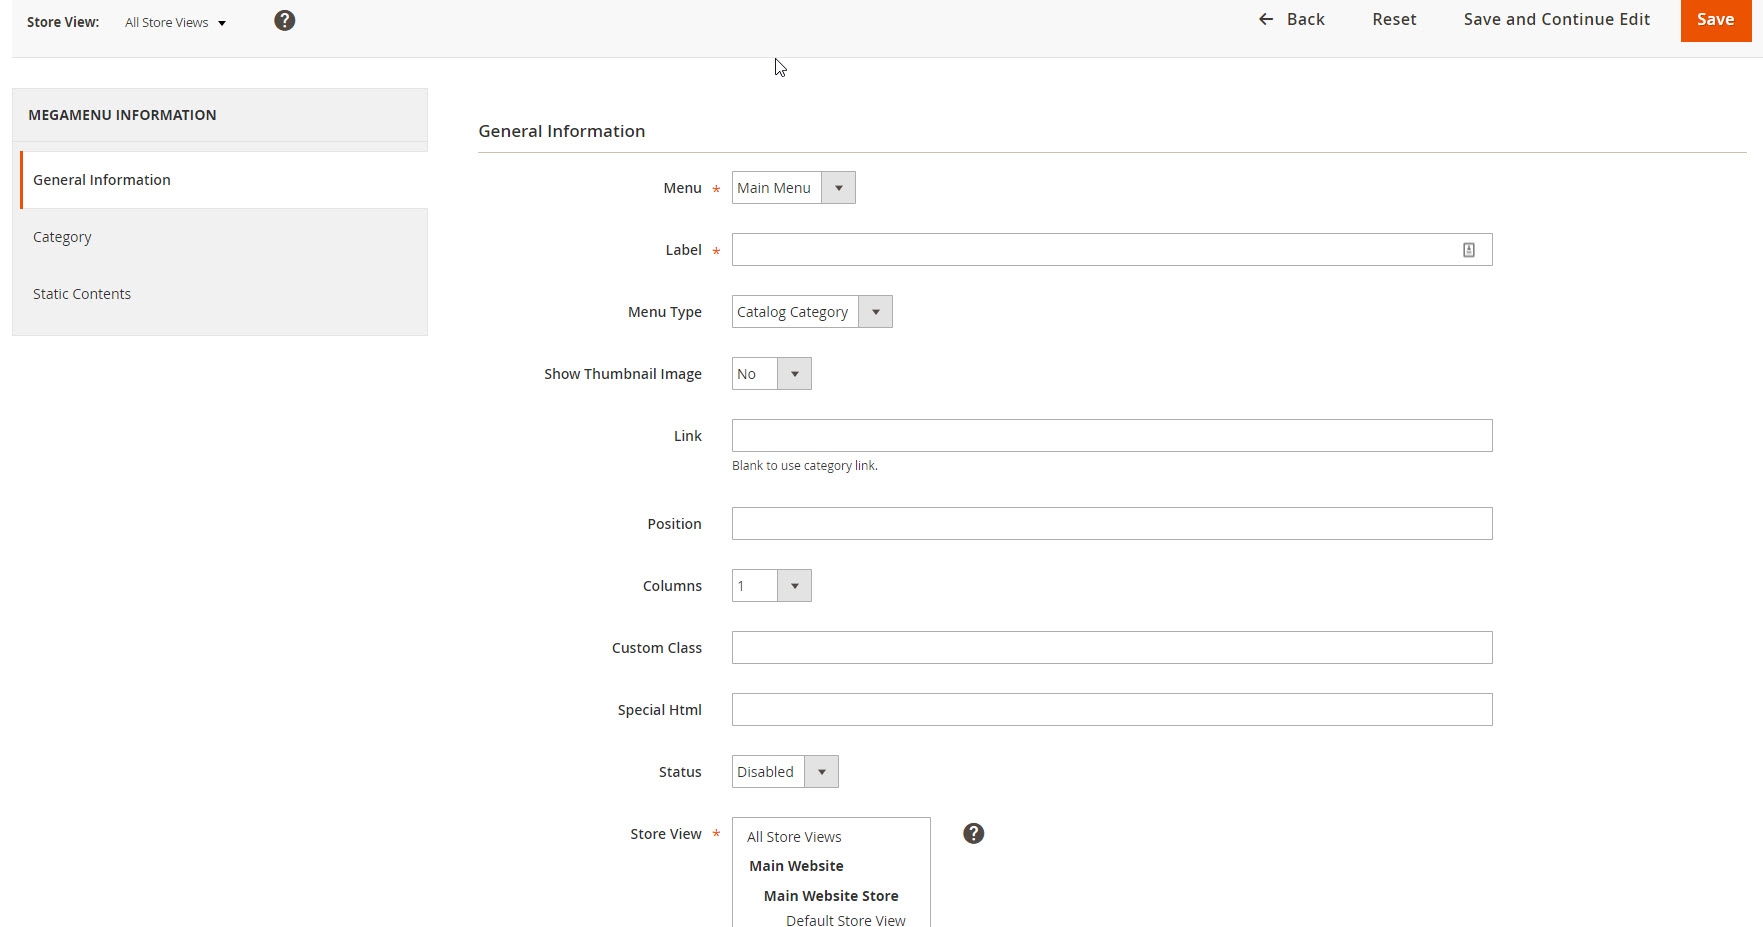 Store View: All Store Views ? Back Reset Save and Continue Edit Save
MEGAMENU INFORMATION
General Information
Category
Static Contents
General Information
Menu * Main Menu
Label *
Menu Type Catalog Category
Show Thumbnail Image No
Link
Blank to use category link.
Position
Columns 1
Custom Class
Special Html
Status Disabled
Store View * All Store Views ?
Main Website
Main Website Store
Default Store View